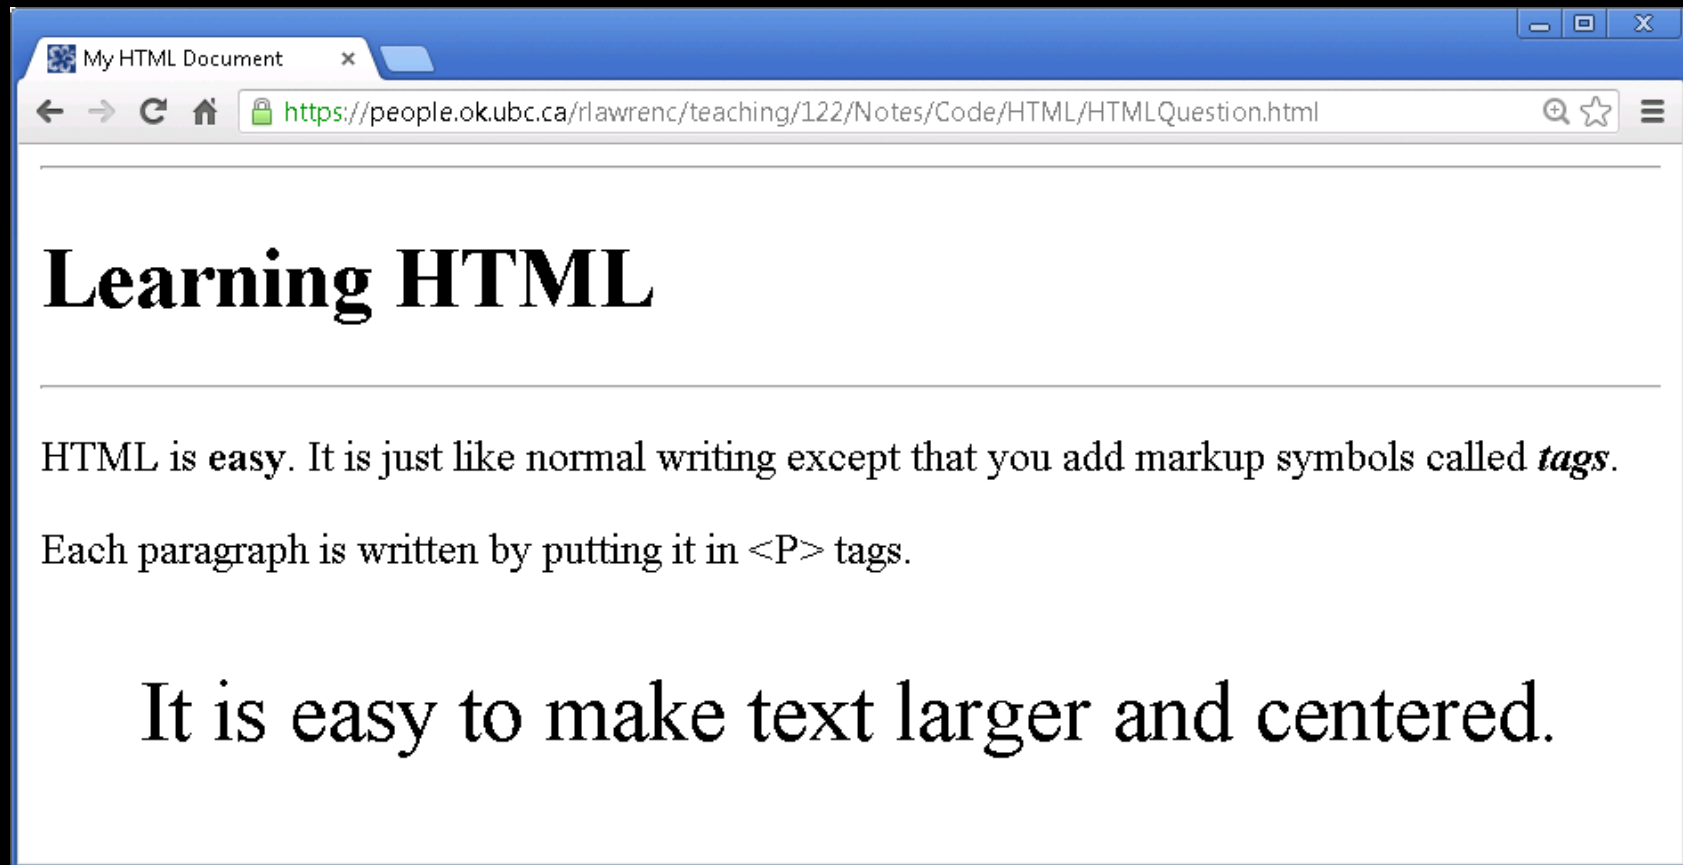 My HTML Document
https://people.ok.ubc.ca/rlawrenc/teaching/122/Notes/Code/HTML/HTMLQuestion.html
Learning HTML
HTML is easy. It is just like normal writing except that you add markup symbols called tags.
Each paragraph is written by putting it in <P> tags.
It is easy to make text larger and centered.